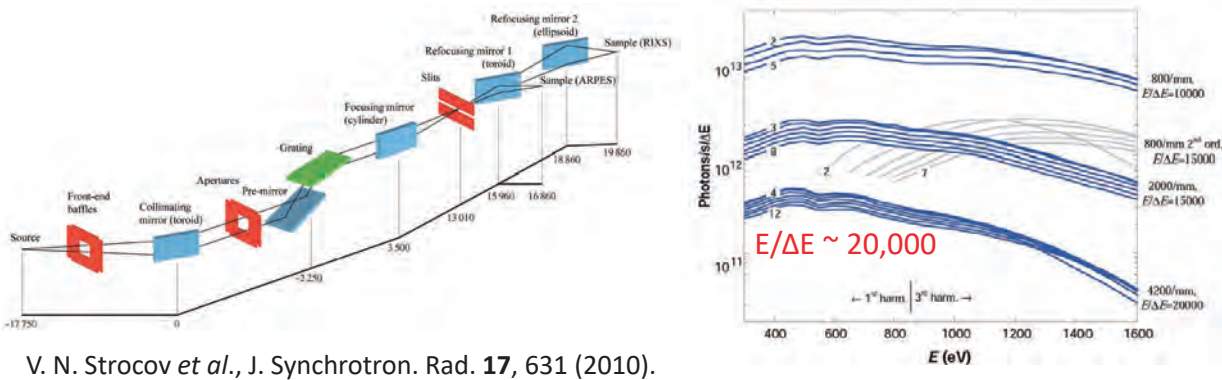 Refocusing mirror 2
(ellipsoid)
Sample (RIXS)
Refocusing mirror 1
(toroid)
Slits
Sample (ARPES)
Focusing mirror
(cylinder)
Grating
Apertures
Pre-mirror
Front-end
baffles
Collimating
mirror (toroid)
Source
18 860
19 860
15 960
16 860
13 010
3 500
~2 250
0
-17 750
V. N. Strocov et al., J. Synchrotron. Rad. 17, 631 (2010).
Photons/s/ΔE
10¹³
10¹²
10¹¹
2
5
3
8
2
7
4
12
E/ΔE ~ 20,000
← 1st harm.
3rd harm. →
800/mm,
E/ΔE=10000
800/mm 2nd ord.
E/ΔE=15000
2000/mm,
E/ΔE=15000
4200/mm,
E/ΔE=20000
400
600
800
1000
1200
1400
1600
E (eV)